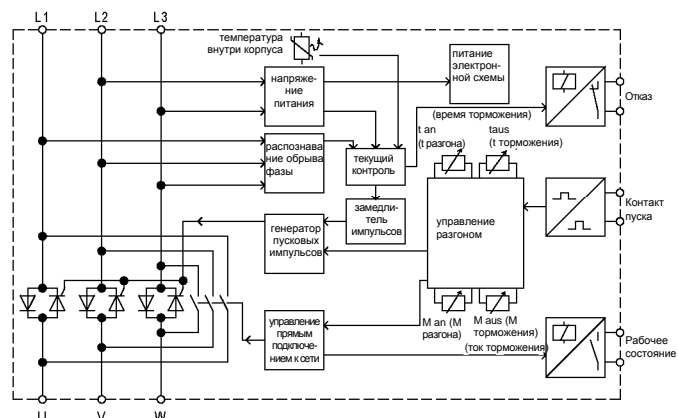 L1
L2
L3
температура
внутри корпуса
напряже-
ние
питания
питание
электрон-
ной схемы
Отказ
(время торможения)
t an
(t разгона)
taus
(t торможения)
распознава
ание обрыва
фазы
текущий
контроль
замедли-
тель
импульсов
генератор
пусковых
импульсов
управление
разгоном
Контакт
пуска
M an (М
разгона)
M aus (М
торможения)
(ток торможения)
управление
прямым
подключе-
нием к сети
Рабочее
состояние
U
V
W